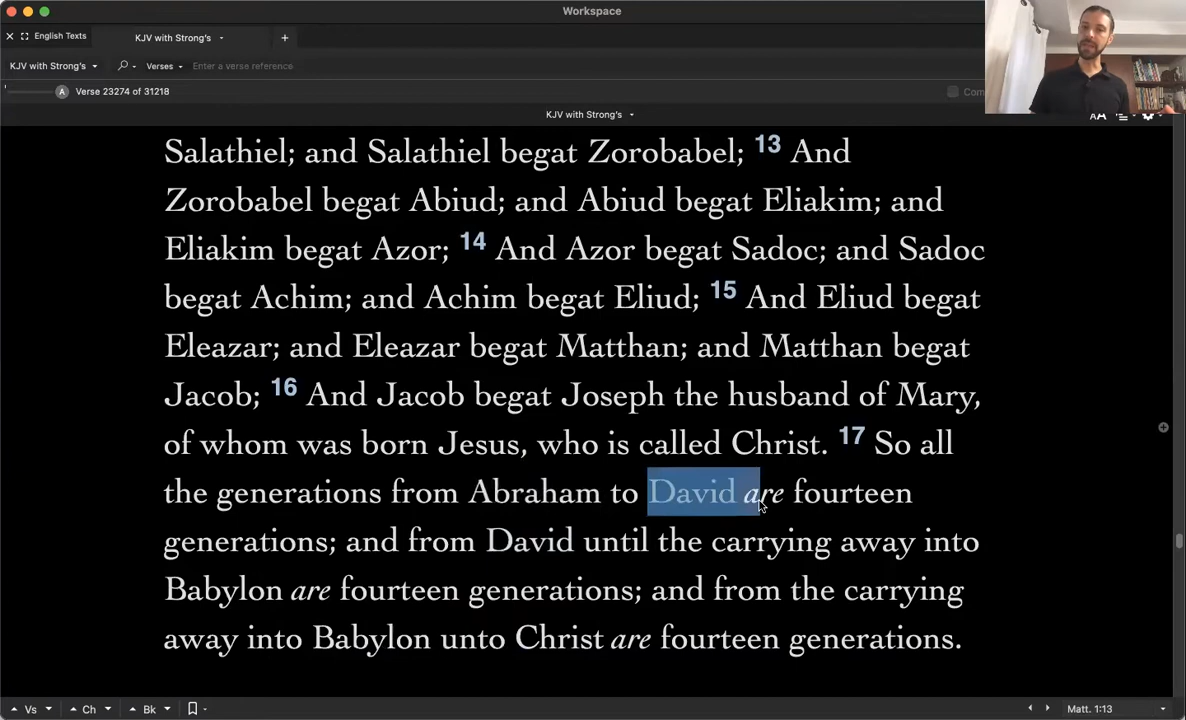 Workspace
English Texts
KJV with Strong's
+
KJV with Strong's
Verses
Enter a verse reference
A Verse 23274 of 31218
KJV with Strong's
AA
Salathiel; and Salathiel begat Zorobabel; 13 And
Zorobabel begat Abiud; and Abiud begat Eliakim; and
Eliakim begat Azor; 14 And Azor begat Sadoc; and Sadoc
begat Achim; and Achim begat Eliud; 15 And Eliud begat
Eleazar; and Eleazar begat Matthan; and Matthan begat
Jacob; 16 And Jacob begat Joseph the husband of Mary,
of whom was born Jesus, who is called Christ. 17 So all
the generations from Abraham to David are fourteen
generations; and from David until the carrying away into
Babylon are fourteen generations; and from the carrying
away into Babylon unto Christ are fourteen generations.
Vs Ch Bk
Matt. 1:13